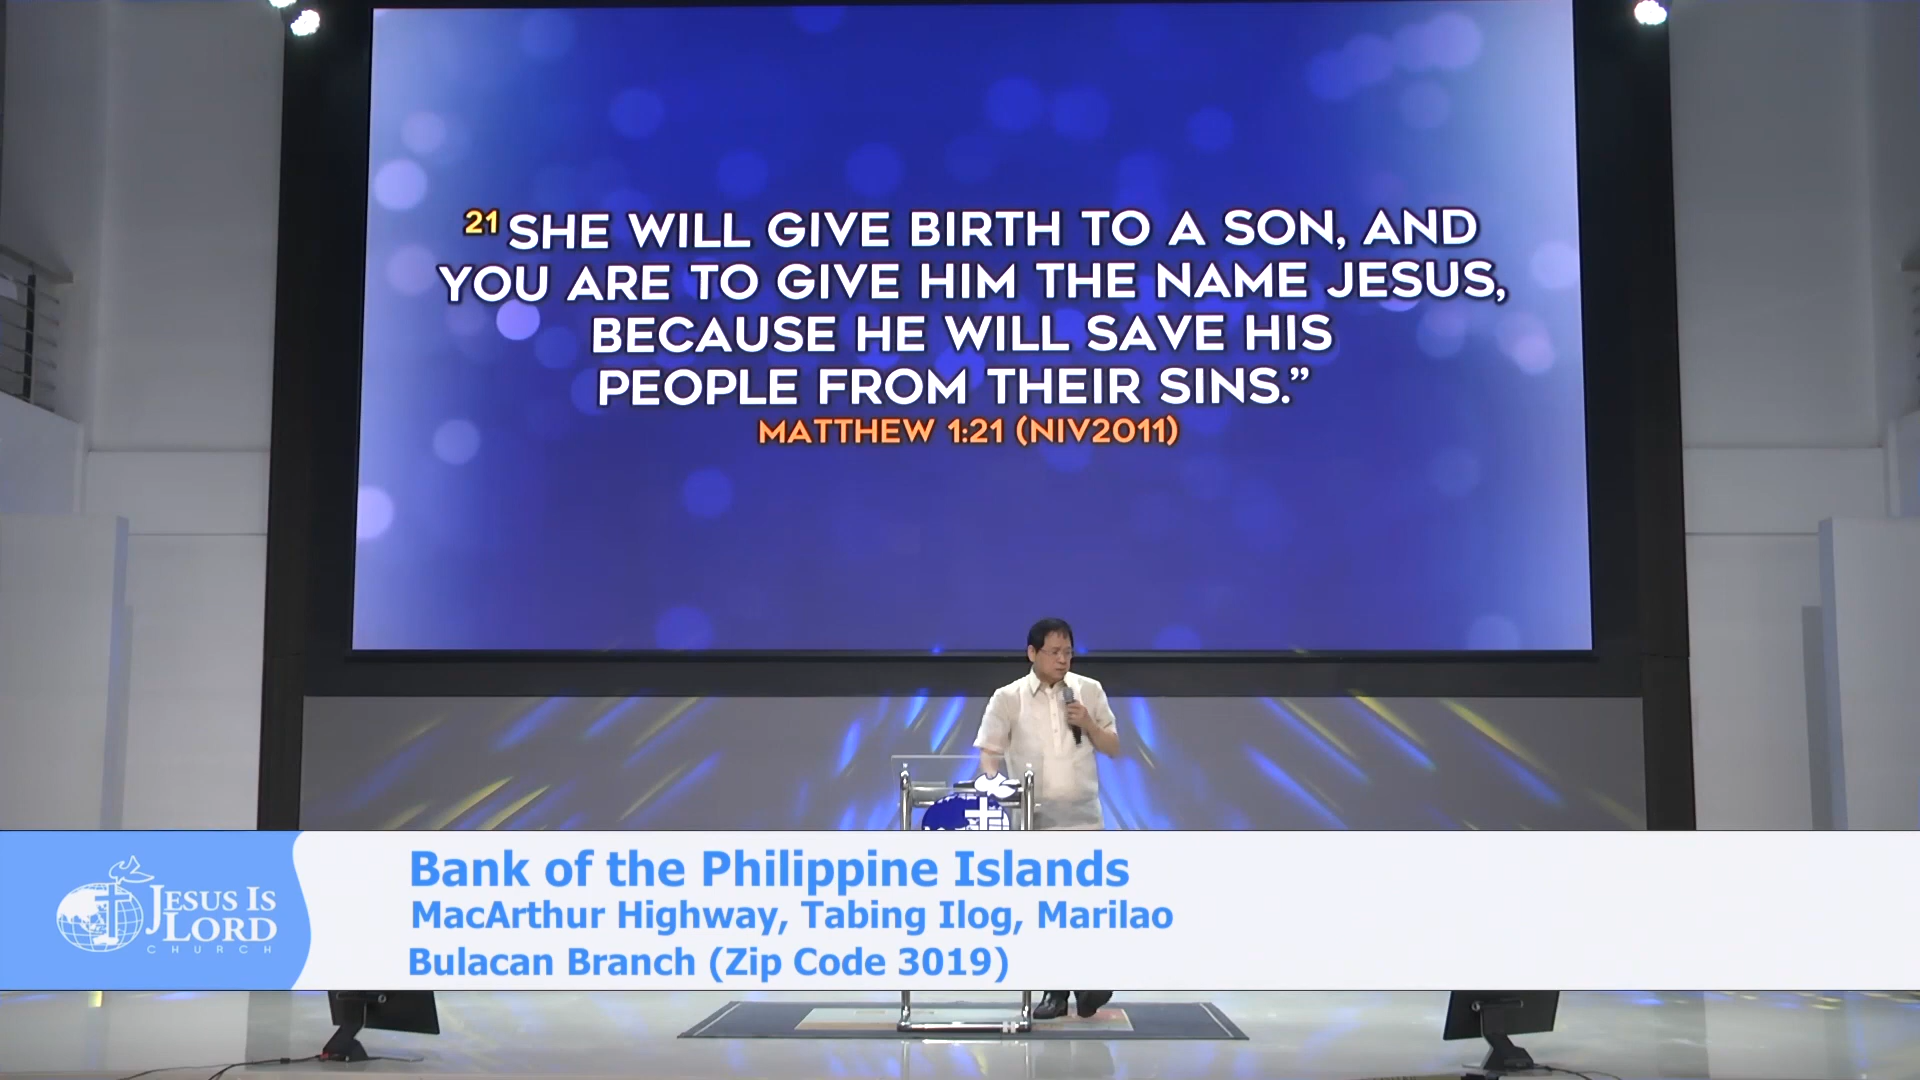 21 SHE WILL GIVE BIRTH TO A SON, AND
YOU ARE TO GIVE HIM THE NAME JESUS,
BECAUSE HE WILL SAVE HIS
PEOPLE FROM THEIR SINS.”
MATTHEW 1:21 (NIV2011)
JESUS IS
LORD
CHURCH
Bank of the Philippine Islands
MacArthur Highway, Tabing Ilog, Marilao
Bulacan Branch (Zip Code 3019)